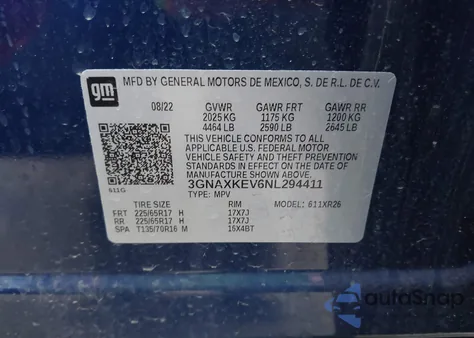 gm
MFD BY GENERAL MOTORS DE MEXICO, S. DE R.L. DE C.V.
08/22 GVWR GAWR FRT GAWR RR
2025 KG 1175 KG 1200 KG
4464 LB 2590 LB 2645 LB
THIS VEHICLE CONFORMS TO ALL
APPLICABLE U.S. FEDERAL MOTOR
VEHICLE SAFETY AND THEFT
PREVENTION STANDARDS IN EFFECT
ON THE DATE OF MANUFACTURE
SHOWN ABOVE.
3GNAXKEV6NL294411
611G TYPE: MPV MODEL: 611XR26
TIRE SIZE RIM
FRT 225/65R17 H 17X7J
RR 225/65R17 H 17X7J
SPA T135/70R16 M 16X4BT
autoSnap